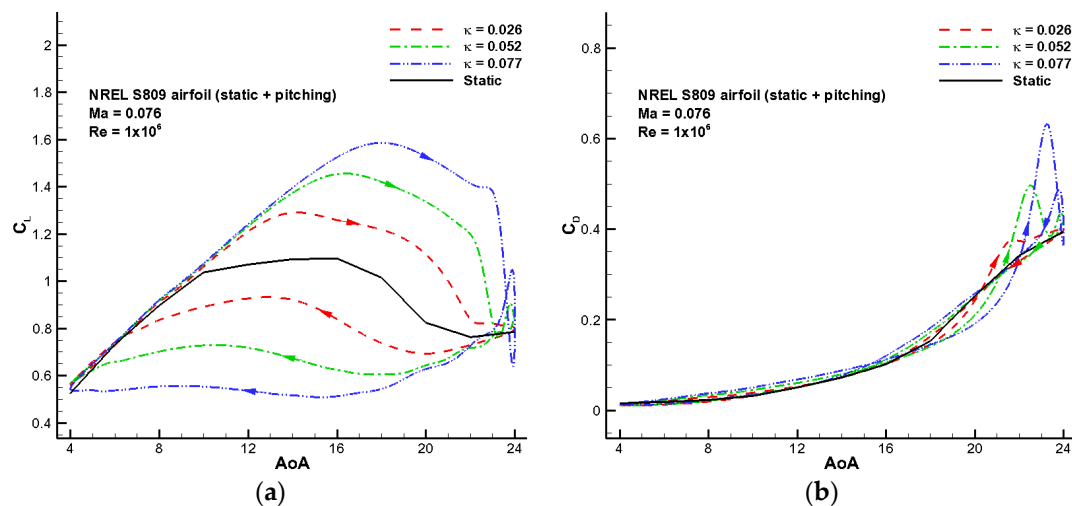 κ = 0.026
κ = 0.052
κ = 0.077
Static
NREL S809 airfoil (static + pitching)
Ma = 0.076
Re = 1x10⁶
C_L
2
1.8
1.6
1.4
1.2
1
0.8
0.6
0.4
4 8 12 16 20 24
AoA
(a)
κ = 0.026
κ = 0.052
κ = 0.077
Static
NREL S809 airfoil (static + pitching)
Ma = 0.076
Re = 1x10⁶
C_D
0.8
0.6
0.4
0.2
0
4 8 12 16 20 24
AoA
(b)